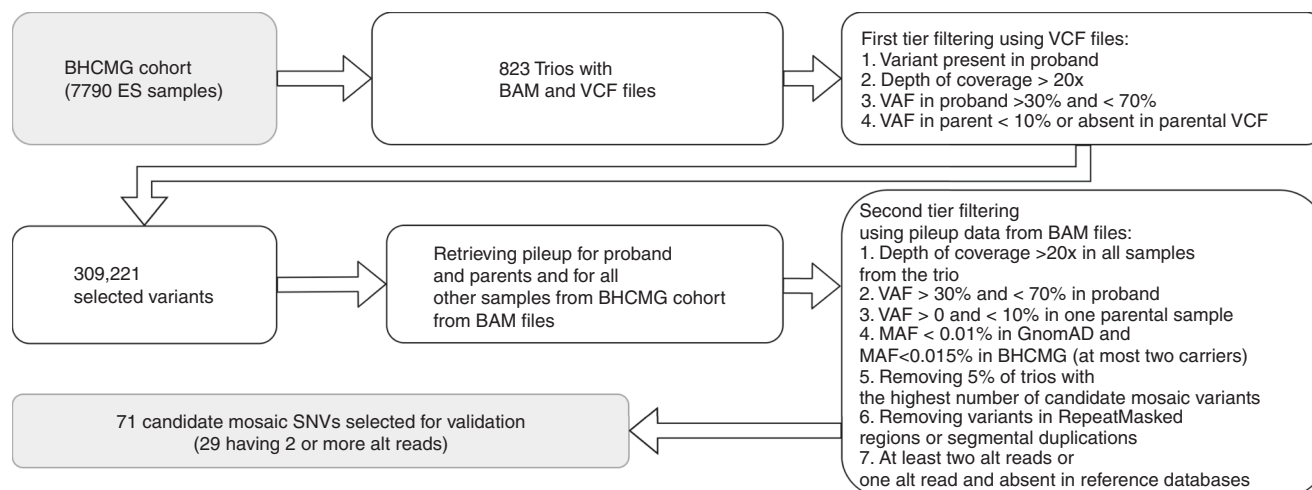 BHCMG cohort
(7790 ES samples)
823 Trios with
BAM and VCF files
First tier filtering using VCF files:
1. Variant present in proband
2. Depth of coverage > 20x
3. VAF in proband >30% and < 70%
4. VAF in parent < 10% or absent in parental VCF
309,221
selected variants
Retrieving pileup for proband
and parents and for all
other samples from BHCMG cohort
from BAM files
Second tier filtering
using pileup data from BAM files:
1. Depth of coverage >20x in all samples
from the trio
2. VAF > 30% and < 70% in proband
3. VAF > 0 and < 10% in one parental sample
4. MAF < 0.01% in GnomAD and
MAF<0.015% in BHCMG (at most two carriers)
5. Removing 5% of trios with
the highest number of candidate mosaic variants
6. Removing variants in RepeatMasked
regions or segmental duplications
7. At least two alt reads or
one alt read and absent in reference databases
71 candidate mosaic SNVs selected for validation
(29 having 2 or more alt reads)